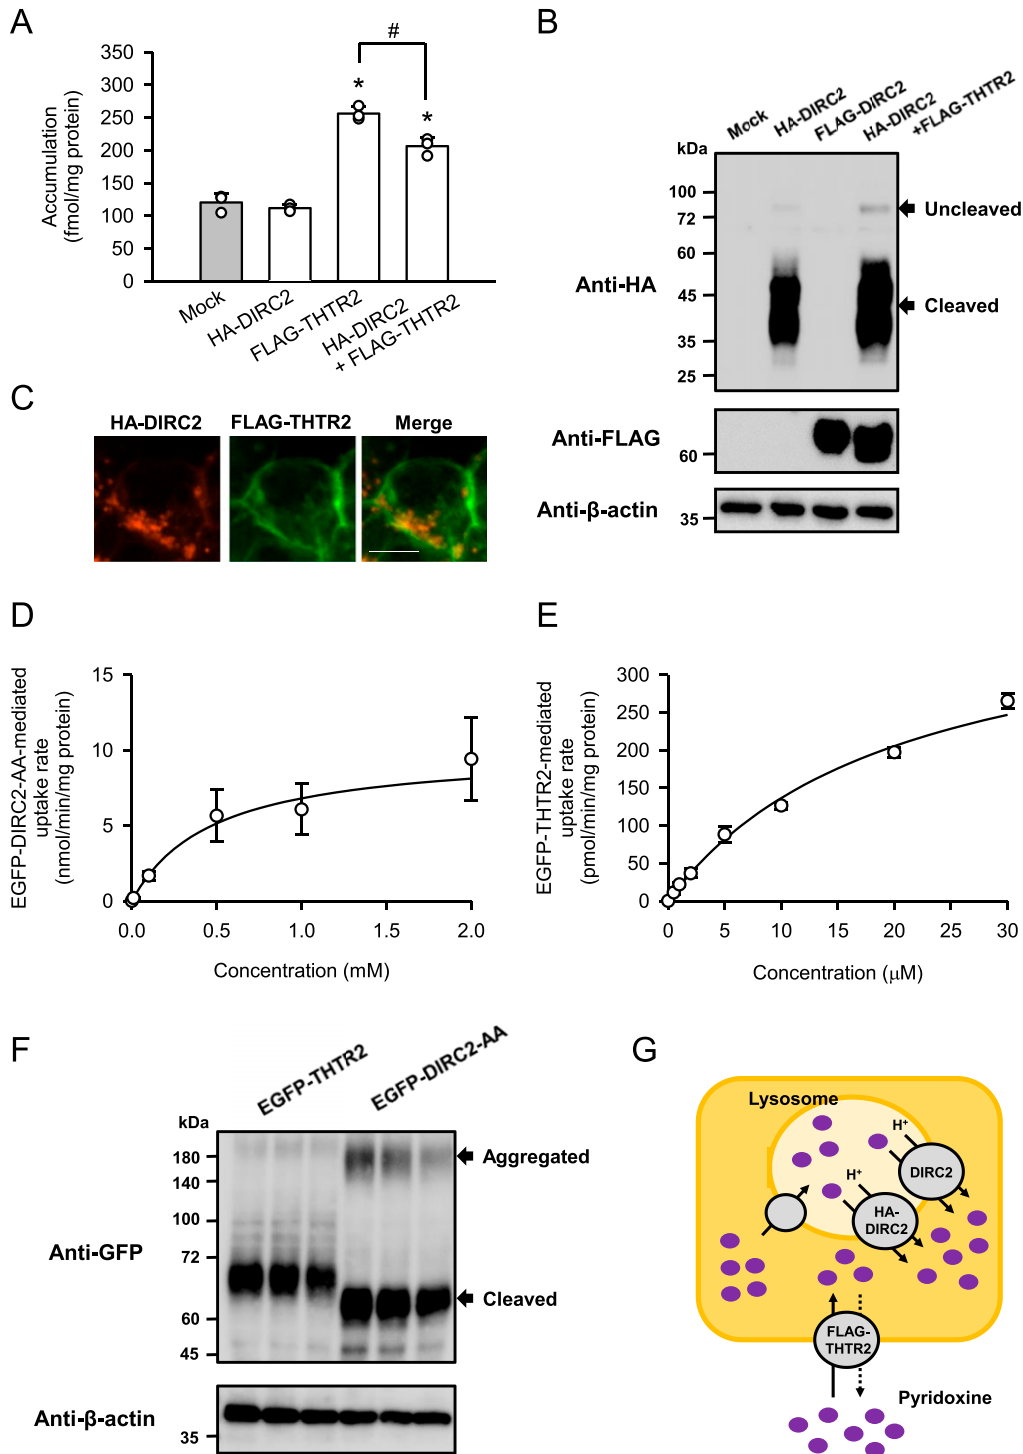 A
Accumulation
(fmol/mg protein)
350
300
250
200
150
100
50
0
#
*
*
Mock
HA-DIRC2
FLAG-THTR2
HA-DIRC2
+ FLAG-THTR2
B
Mock
HA-DIRC2
FLAG-DIRC2
HA-DIRC2
+FLAG-THTR2
kDa
100
72
60
45
35
25
Anti-HA
Uncleaved
Cleaved
Anti-FLAG
60
Anti-β-actin
35
C
HA-DIRC2
FLAG-THTR2
Merge
D
EGFP-DIRC2-AA-mediated
uptake rate
(nmol/min/mg protein)
15
10
5
0
0.0
0.5
1.0
1.5
2.0
Concentration (mM)
E
EGFP-THTR2-mediated
uptake rate
(pmol/min/mg protein)
300
250
200
150
100
50
0
0
5
10
15
20
25
30
Concentration (μM)
F
EGFP-THTR2
EGFP-DIRC2-AA
kDa
180
140
100
72
60
45
Anti-GFP
Aggregated
Cleaved
Anti-β-actin
35
G
Lysosome
H+
DIRC2
H+
HA-
DIRC2
FLAG-
THTR2
Pyridoxine